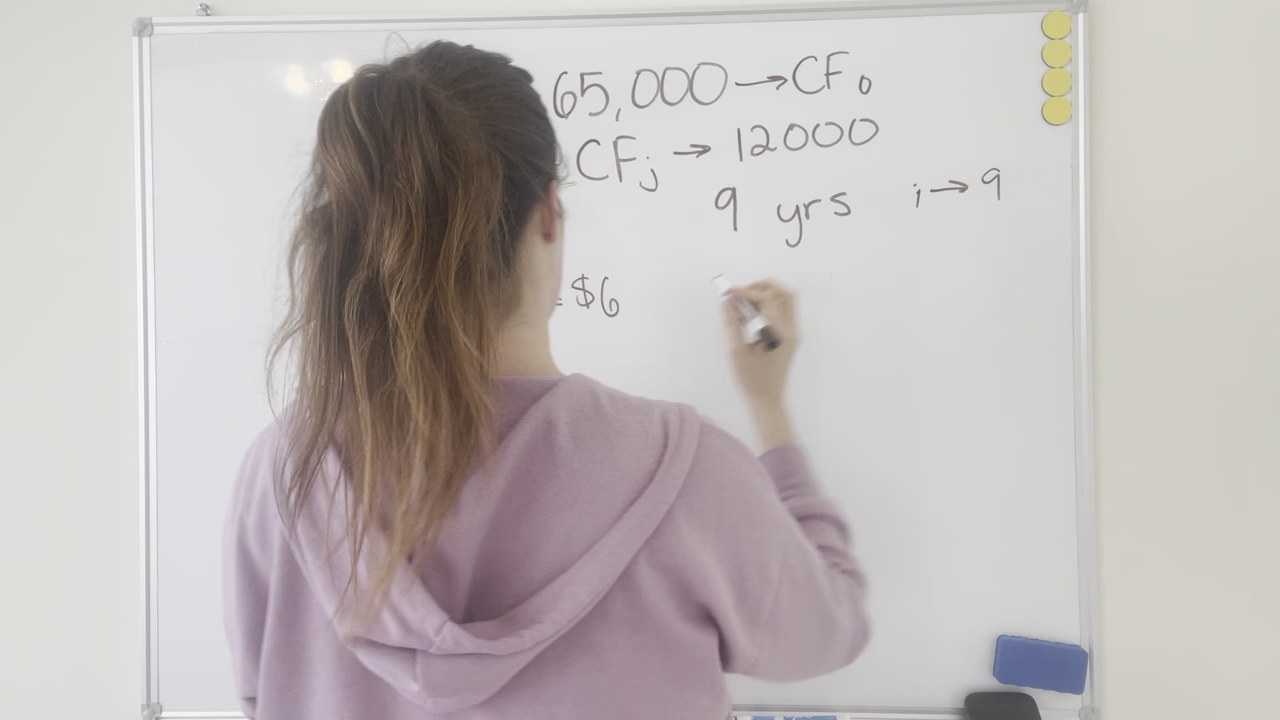 65,000 → CF0
CFj → 12000
9 yrs i → 9
= $6